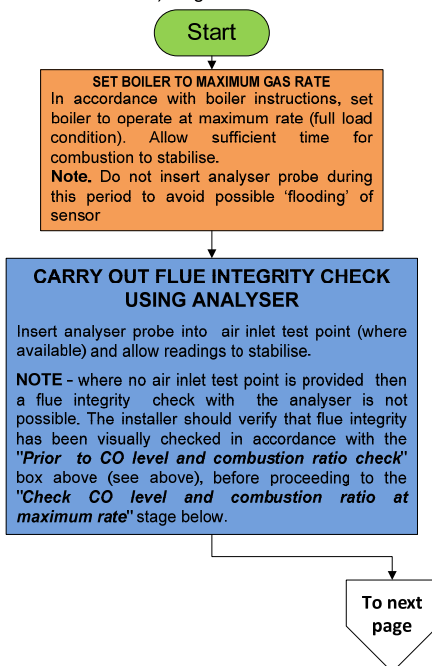 Start
SET BOILER TO MAXIMUM GAS RATE
In accordance with boiler instructions, set
boiler to operate at maximum rate (full load
condition). Allow sufficient time for
combustion to stabilise.
Note. Do not insert analyser probe during
this period to avoid possible ‘flooding’ of
sensor
CARRY OUT FLUE INTEGRITY CHECK
USING ANALYSER
Insert analyser probe into air inlet test point (where
available) and allow readings to stabilise.
NOTE - where no air inlet test point is provided then
a flue integrity check with the analyser is not
possible. The installer should verify that flue integrity
has been visually checked in accordance with the
"Prior to CO level and combustion ratio check"
box above (see above), before proceeding to the
"Check CO level and combustion ratio at
maximum rate" stage below.
To next
page